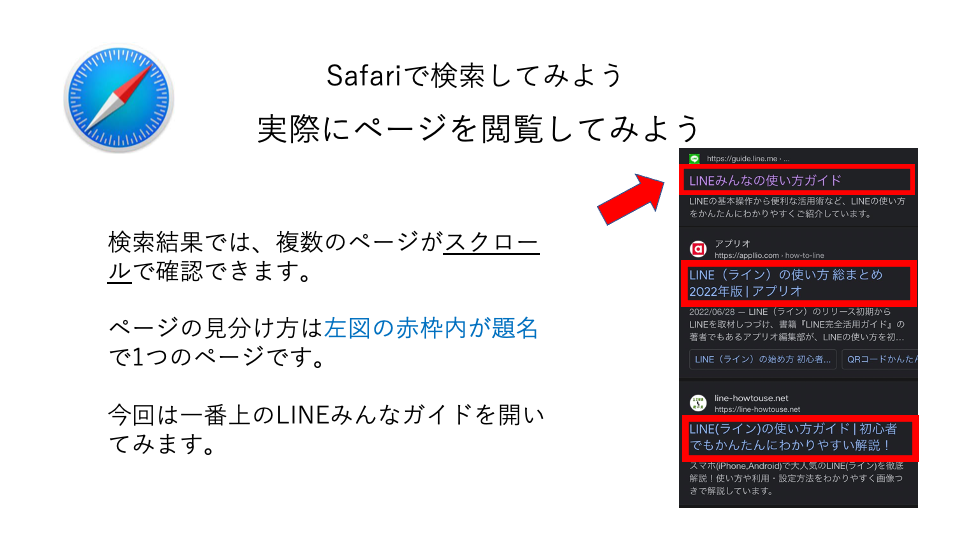 Safariで検索してみよう
実際にページを閲覧してみよう
検索結果では、複数のページがスクロー
ルで確認できます。
ページの見分け方は左図の赤枠内が題名
で1つのページです。
今回は一番上のLINEみんなガイドを開い
てみます。
https://guide.line.me › ...
LINEみんなの使い方ガイド
LINEの基本操作から便利な活用術など、LINEの使い方
をかんたんにわかりやすくご紹介しています。
アプリオ
https://appllio.com › how-to-line
LINE（ライン）の使い方 総まとめ
2022年版 | アプリオ
2022/06/28 — LINE（ライン）のリリース初期から
LINEを取材しつづけ、書籍『LINE完全活用ガイド』の
著者でもあるアプリオ編集部が、LINEの使い方を初...
LINE（ライン）の始め方 初心者...
QRコードかんたん
line-howtouse.net
https://line-howtouse.net
LINE(ライン)の使い方ガイド | 初心者
でもかんたんにわかりやすい解説！
スマホ(iPhone,Android)で大人気のLINE(ライン)を徹底
解説！使い方や利用・設定方法をわかりやすく画像つ
きで解説しています。